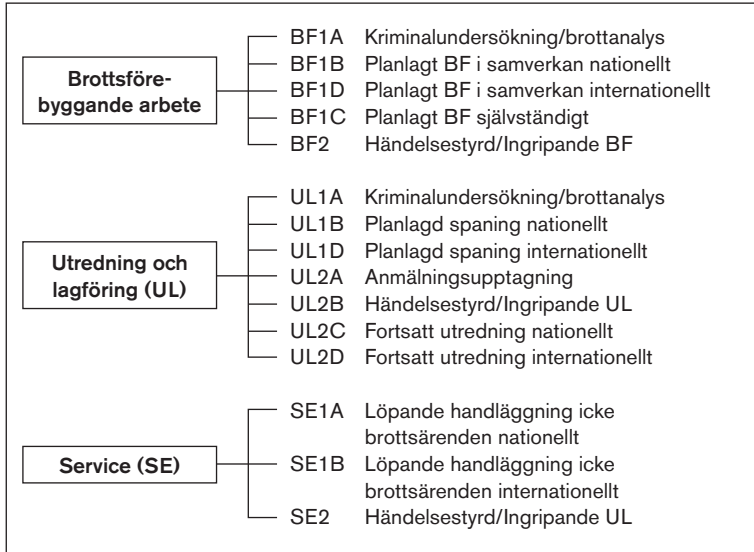 Brottsföre-
byggande arbete
BF1A Kriminalundersökning/brottanalys
BF1B Planlagt BF i samverkan nationellt
BF1D Planlagt BF i samverkan internationellt
BF1C Planlagt BF självständigt
BF2 Händelsestyrd/Ingripande BF
Utredning och
lagföring (UL)
UL1A Kriminalundersökning/brottanalys
UL1B Planlagd spaning nationellt
UL1D Planlagd spaning internationellt
UL2A Anmälningsupptagning
UL2B Händelsestyrd/Ingripande UL
UL2C Fortsatt utredning nationellt
UL2D Fortsatt utredning internationellt
Service (SE)
SE1A Löpande handläggning icke
brottsärenden nationellt
SE1B Löpande handläggning icke
brottsärenden internationellt
SE2 Händelsestyrd/Ingripande UL